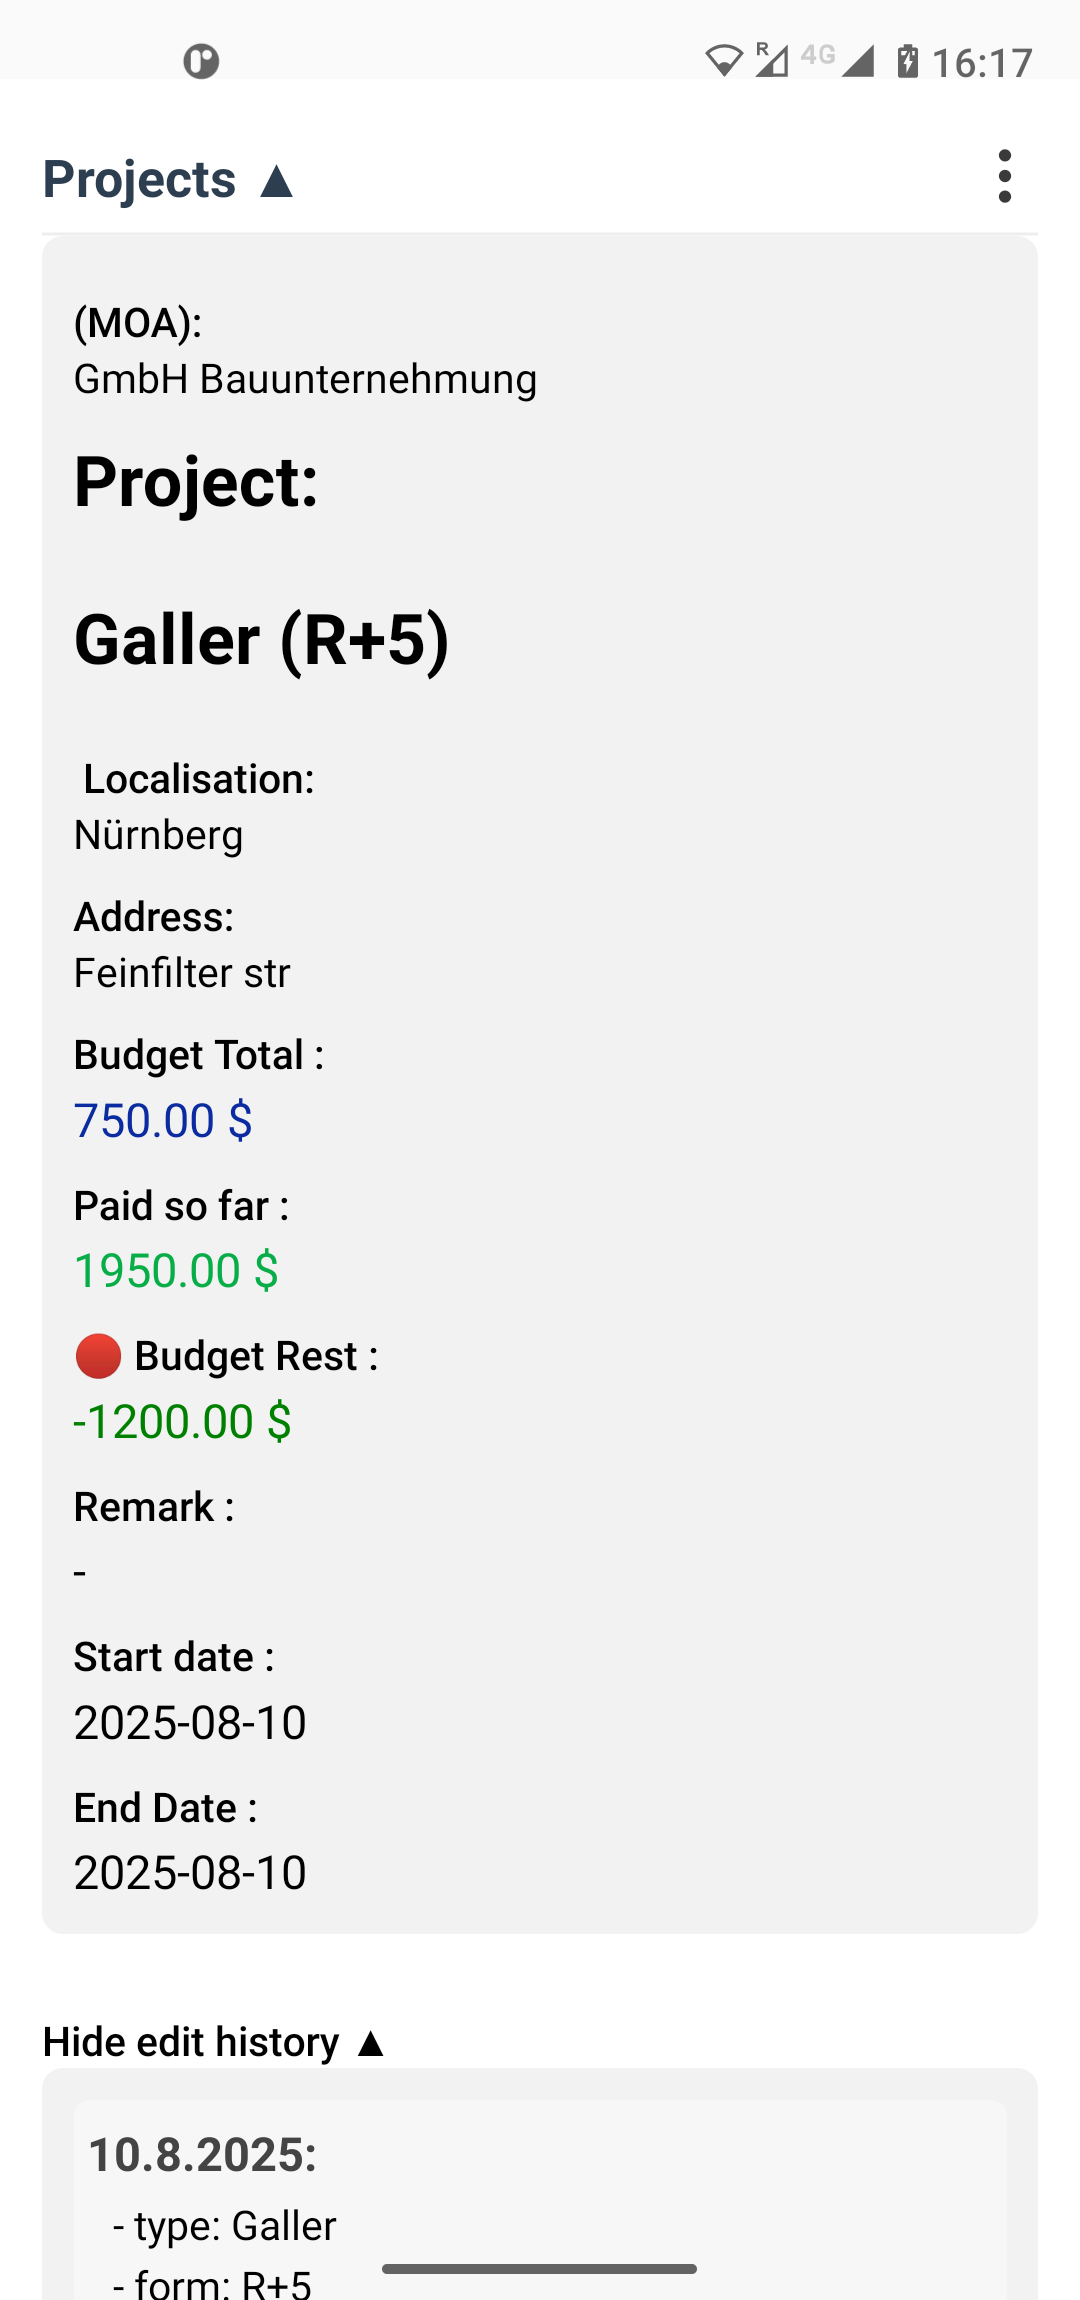 R 4G 16:17
Projects ▲
(MOA):
GmbH Bauunternehmung
Project:
Galler (R+5)
Localisation:
Nürnberg
Address:
Feinfilter str
Budget Total :
750.00 $
Paid so far :
1950.00 $
🔴 Budget Rest :
-1200.00 $
Remark :
-
Start date :
2025-08-10
End Date :
2025-08-10
Hide edit history ▲
10.8.2025:
- type: Galler
- form: R+5